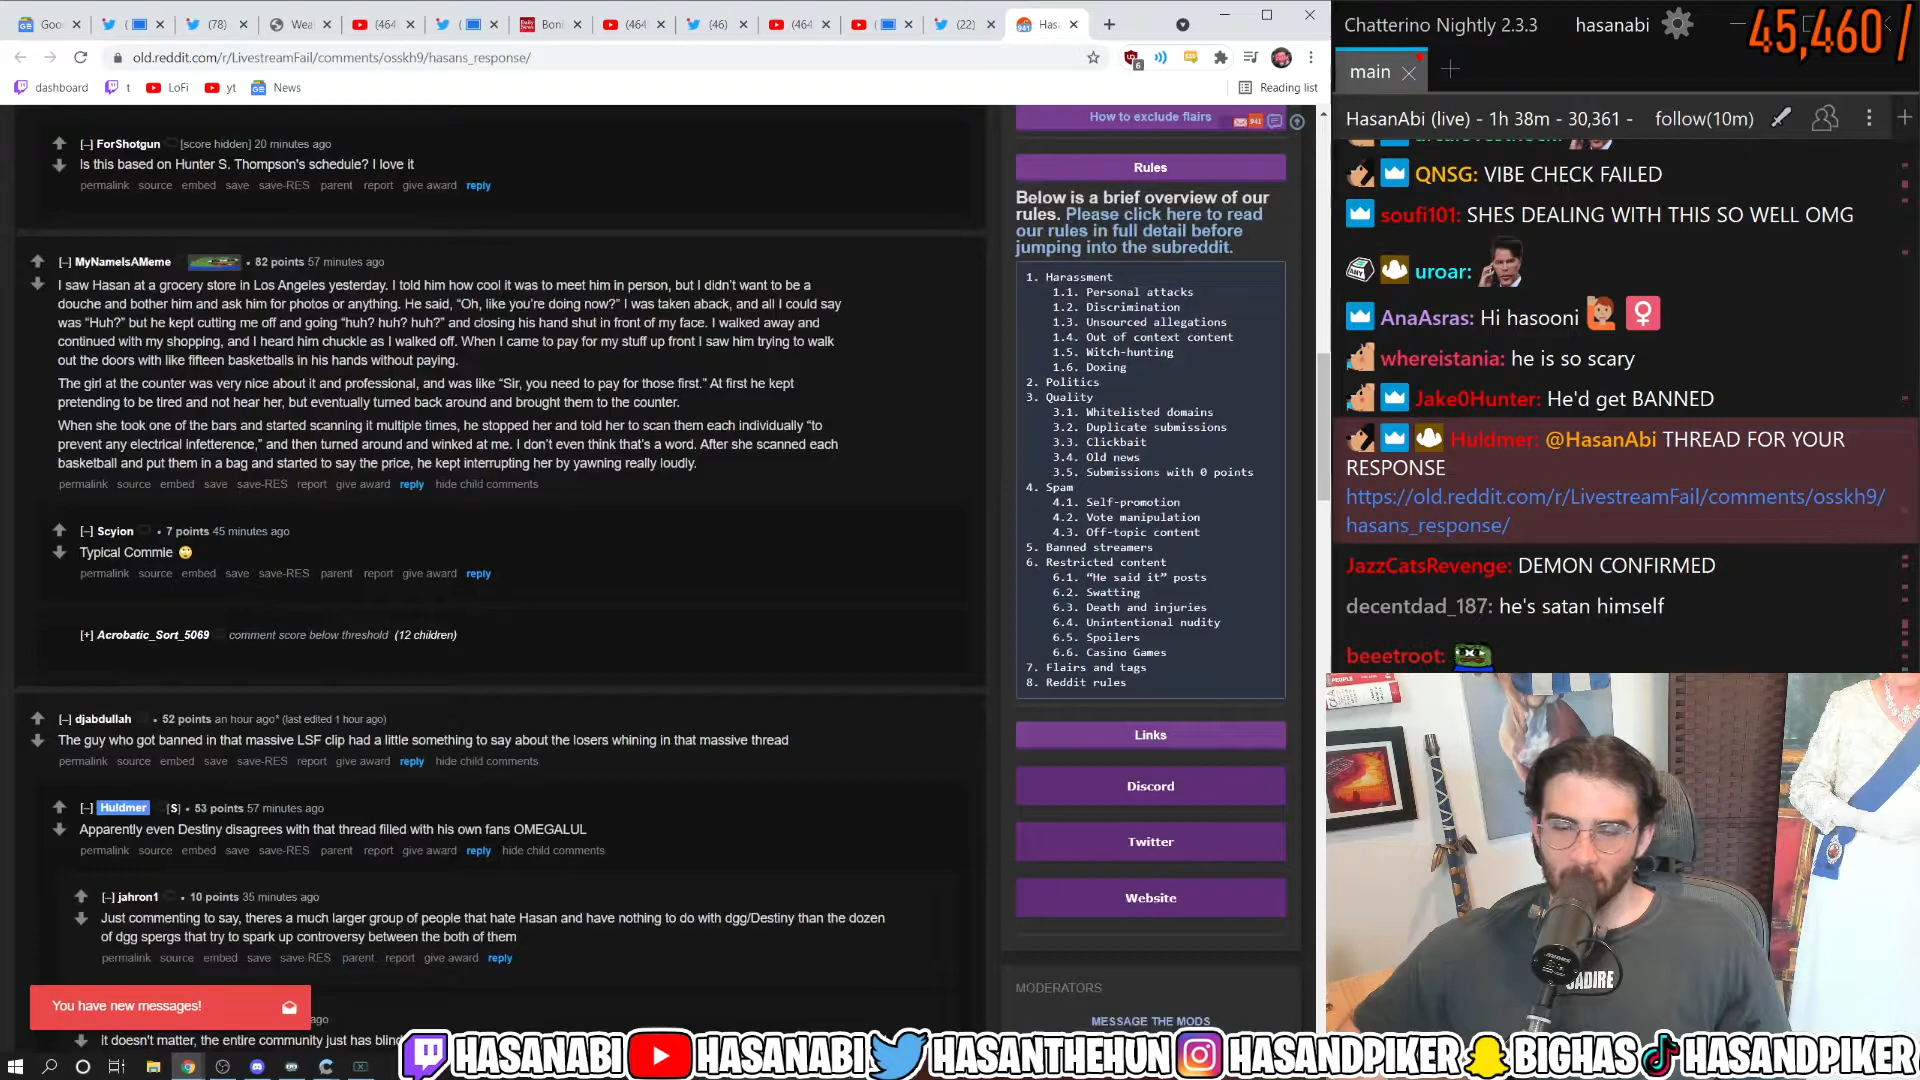 Goo
(78)
Wea
(464
Boni
(464
(46)
(464
(22)
Has
old.reddit.com/r/LivestreamFail/comments/osskh9/hasans_response/
6
dashboard
t
LoFi
yt
News
Reading list
[–] ForShotgun [score hidden] 20 minutes ago
Is this based on Hunter S. Thompson's schedule? I love it
permalink source embed save save-RES parent report give award reply
[–] MyNameIsAMeme • 82 points 57 minutes ago
I saw Hasan at a grocery store in Los Angeles yesterday. I told him how cool it was to meet him in person, but I didn't want to be a
douche and bother him and ask him for photos or anything. He said, “Oh, like you're doing now?” I was taken aback, and all I could say
was “Huh?” but he kept cutting me off and going “huh? huh? huh?” and closing his hand shut in front of my face. I walked away and
continued with my shopping, and I heard him chuckle as I walked off. When I came to pay for my stuff up front I saw him trying to walk
out the doors with like fifteen basketballs in his hands without paying.
The girl at the counter was very nice about it and professional, and was like “Sir, you need to pay for those first.” At first he kept
pretending to be tired and not hear her, but eventually turned back around and brought them to the counter.
When she took one of the bars and started scanning it multiple times, he stopped her and told her to scan them each individually “to
prevent any electrical infetterence,” and then turned around and winked at me. I don't even think that's a word. After she scanned each
basketball and put them in a bag and started to say the price, he kept interrupting her by yawning really loudly.
permalink source embed save save-RES report give award reply hide child comments
[–] Scyion • 7 points 45 minutes ago
Typical Commie 🙄
permalink source embed save save-RES parent report give award reply
[+] Acrobatic_Sort_5069 comment score below threshold (12 children)
[–] djabdullah • 52 points an hour ago* (last edited 1 hour ago)
The guy who got banned in that massive LSF clip had a little something to say about the losers whining in that massive thread
permalink source embed save save-RES report give award reply hide child comments
[–] Huldmer [S] • 53 points 57 minutes ago
Apparently even Destiny disagrees with that thread filled with his own fans OMEGALUL
permalink source embed save save-RES parent report give award reply hide child comments
[–] jahron1 • 10 points 35 minutes ago
Just commenting to say, theres a much larger group of people that hate Hasan and have nothing to do with dgg/Destiny than the dozen
of dgg spergs that try to spark up controversy between the both of them
permalink source embed save save-RES parent report give award reply
You have new messages!
ago
It doesn't matter, the entire community just has blind
How to exclude flairs
941
Rules
Below is a brief overview of our
rules. Please click here to read
our rules in full detail before
jumping into the subreddit.
1. Harassment
1.1. Personal attacks
1.2. Discrimination
1.3. Unsourced allegations
1.4. Out of context content
1.5. Witch-hunting
1.6. Doxing
2. Politics
3. Quality
3.1. Whitelisted domains
3.2. Duplicate submissions
3.3. Clickbait
3.4. Old news
3.5. Submissions with 0 points
4. Spam
4.1. Self-promotion
4.2. Vote manipulation
4.3. Off-topic content
5. Banned streamers
6. Restricted content
6.1. “He said it” posts
6.2. Swatting
6.3. Death and injuries
6.4. Unintentional nudity
6.5. Spoilers
6.6. Casino Games
7. Flairs and tags
8. Reddit rules
Links
Discord
Twitter
Website
MODERATORS
MESSAGE THE MODS
Chatterino Nightly 2.3.3
hasanabi
45,460 /
main
HasanAbi (live) - 1h 38m - 30,361 -
follow(10m)
QNSG: VIBE CHECK FAILED
soufi101: SHES DEALING WITH THIS SO WELL OMG
uroar:
AnaAsras: Hi hasooni
whereistania: he is so scary
Jake0Hunter: He'd get BANNED
Huldmer: @HasanAbi THREAD FOR YOUR
RESPONSE
https://old.reddit.com/r/LivestreamFail/comments/osskh9/
hasans_response/
JazzCatsRevenge: DEMON CONFIRMED
decentdad_187: he's satan himself
beeetroot:
PEOPLE
HASANABI
HASANABI
HASANTHEHUN
HASANDPIKER
BIGHAS
HASANDPIKER